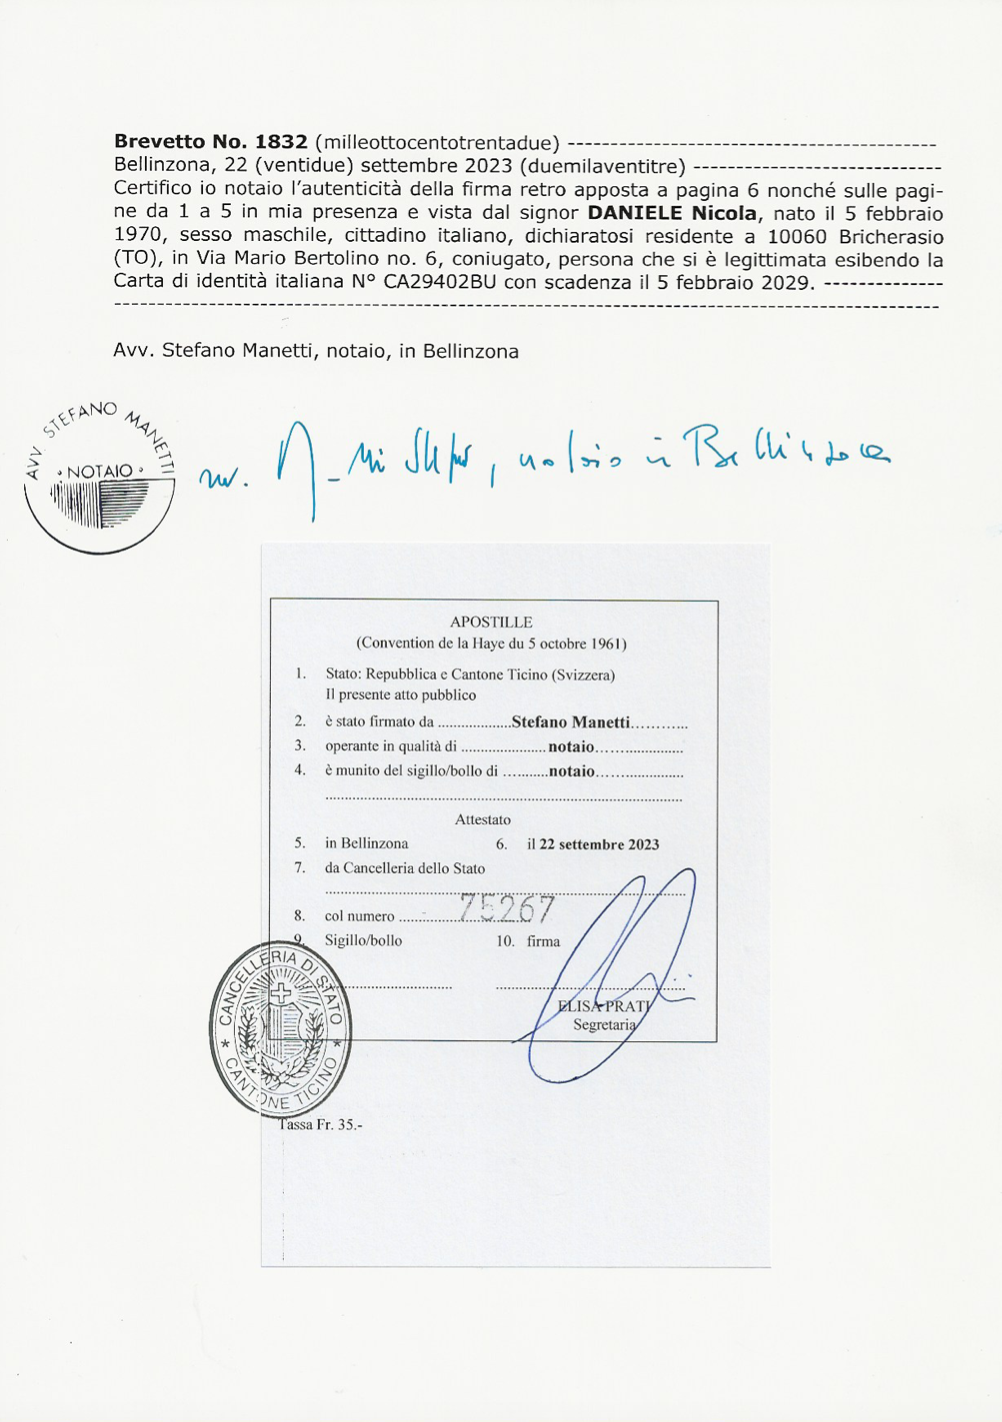 Brevetto No. 1832 (milleottocentotrentadue) ------------------------------------------
Bellinzona, 22 (ventidue) settembre 2023 (duemilaventitre) ----------------------------
Certifico io notaio l'autenticità della firma retro apposta a pagina 6 nonché sulle pagi-
ne da 1 a 5 in mia presenza e vista dal signor DANIELE Nicola, nato il 5 febbraio
1970, sesso maschile, cittadino italiano, dichiaratosi residente a 10060 Bricherasio
(TO), in Via Mario Bertolino no. 6, coniugato, persona che si è legittimata esibendo la
Carta di identità italiana N° CA29402BU con scadenza il 5 febbraio 2029. --------------
----------------------------------------------------------------------------------------------
Avv. Stefano Manetti, notaio, in Bellinzona
AVV. STEFANO MANETTI
· NOTAIO ·
notaio in Bellinzona
APOSTILLE
(Convention de la Haye du 5 octobre 1961)
1. Stato: Repubblica e Cantone Ticino (Svizzera)
Il presente atto pubblico
2. è stato firmato da ...................Stefano Manetti............
3. operante in qualità di ......................notaio.......................
4. è munito del sigillo/bollo di ............notaio.......................
Attestato
5. in Bellinzona 6. il 22 settembre 2023
7. da Cancelleria dello Stato
8. col numero ................75267
9. Sigillo/bollo 10. firma
ELISA PRATI
Segretaria
CANCELLERIA DI STATO
* CANTONE TICINO *
Tassa Fr. 35.-